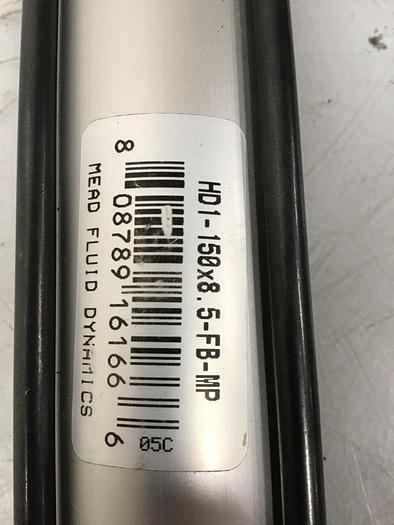 HD1-150x8.5-FB-MP
8 08789 16166 6
05C
MEAD FLUID DYNAMICS